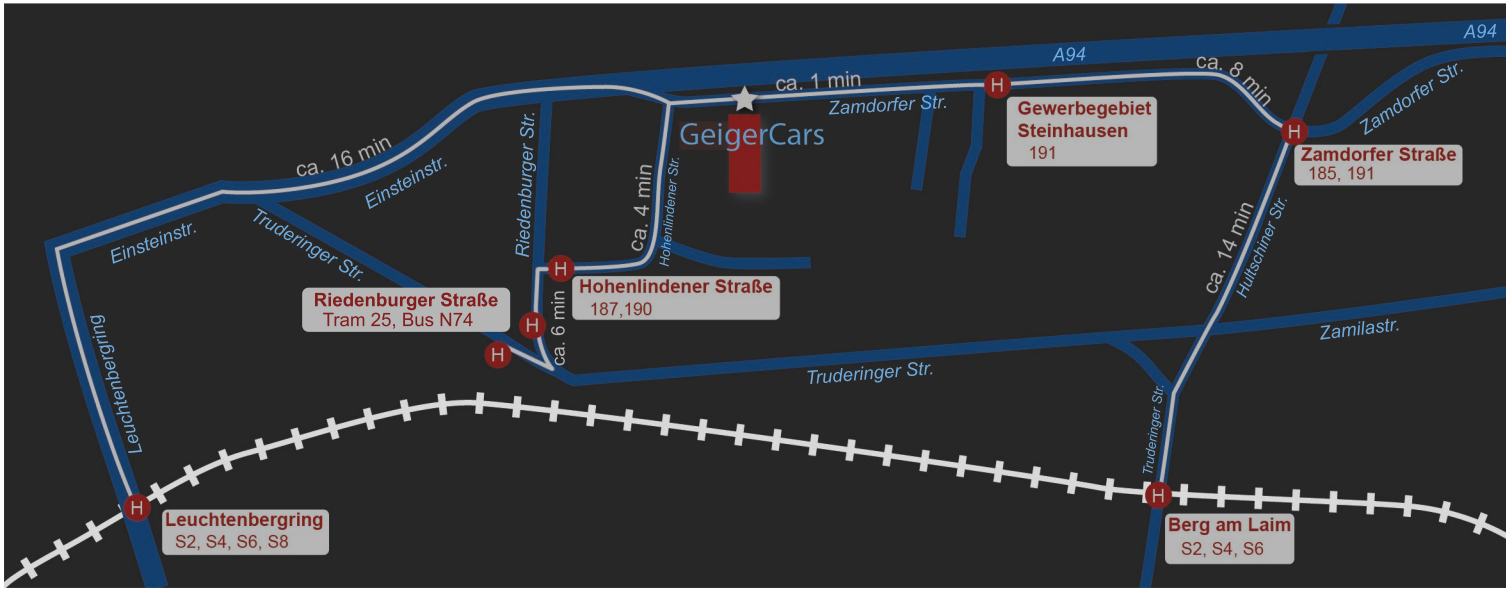 A94
A94
ca. 1 min
ca. 8 min
Zamdorfer Str.
Zamdorfer Str.
H
Gewerbegebiet
Steinhausen
191
H
Zamdorfer Straße
185, 191
GeigerCars
ca. 16 min
Einsteinstr.
Einsteinstr.
Truderinger Str.
Riedenburger Str.
ca. 4 min
Hohenlindener Str.
H
Hohenlindener Straße
187,190
Riedenburger Straße
Tram 25, Bus N74
H
H
ca. 6 min
ca. 14 min
Hultschiner Str.
Zamilastr.
Truderinger Str.
Truderinger Str.
Leuchtenbergring
H
Leuchtenbergring
S2, S4, S6, S8
H
Berg am Laim
S2, S4, S6